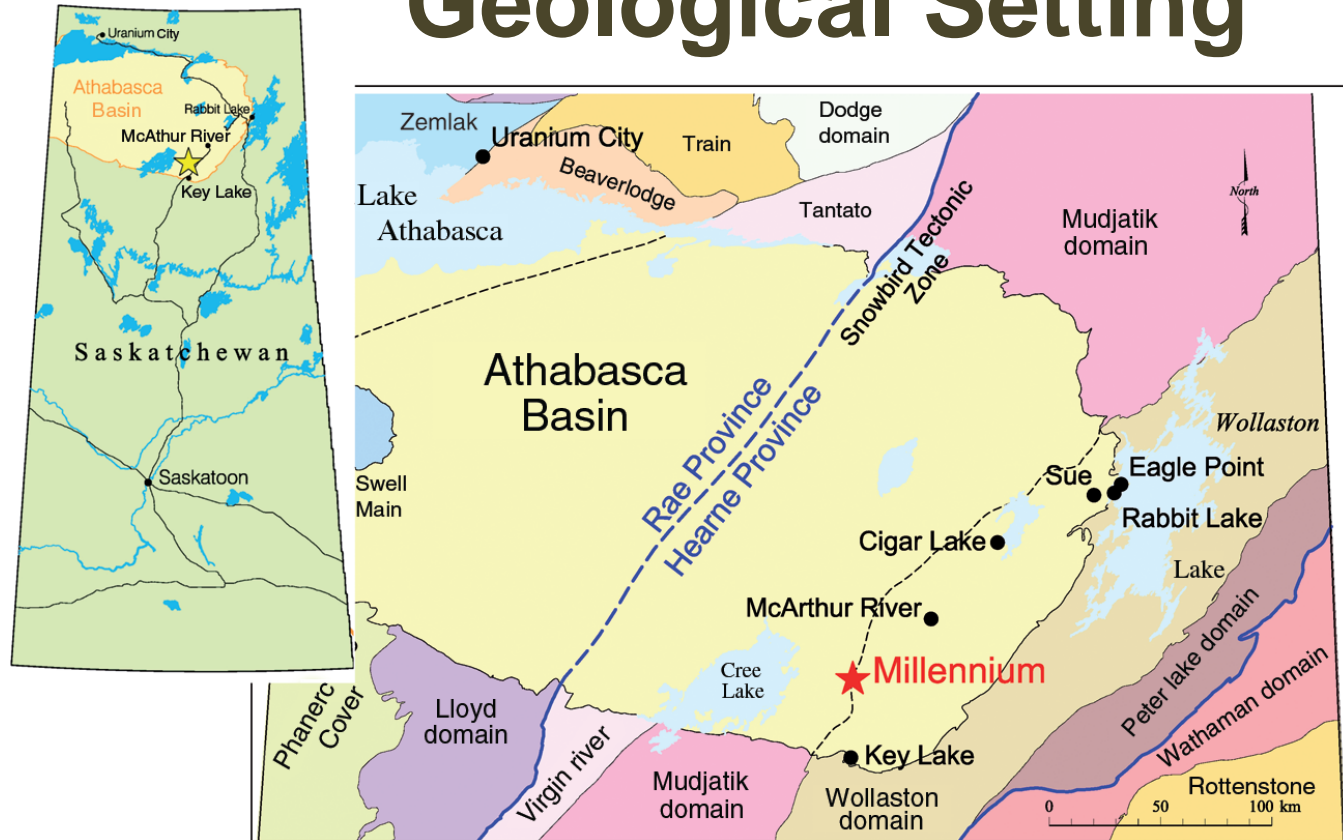 Geological Setting
Uranium City
Athabasca
Basin
Rabbit Lake
McAthur River
Key Lake
Saskatchewan
Saskatoon
Zemlak
Uranium City
Train
Dodge
domain
Beaverlodge
Lake
Athabasca
Tantato
Snowbird Tectonic
Zone
Mudjatik
domain
North
Athabasca
Basin
Rae Province
Hearne Province
Swell
Main
Wollaston
Sue
Eagle Point
Rabbit Lake
Cigar Lake
Lake
McArthur River
Cree
Lake
Millennium
Peter lake domain
Wathaman domain
Phanerc
Cover
Lloyd
domain
Virgin river
Mudjatik
domain
Key Lake
Wollaston
domain
Rottenstone
0 50 100 km